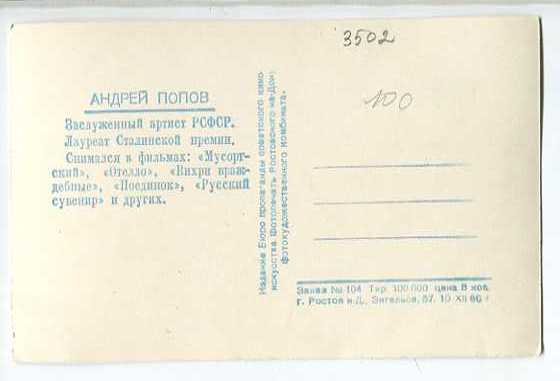 3502
100
АНДРЕЙ ПОПОВ
Заслуженный артист РСФСР.
Лауреат Сталинской премии.
Снимался в фильмах: «Мусорг-
ский», «Отелло», «Вихри враж-
дебные», «Поединок», «Русский
сувенир» и других.
Издание Бюро пропаганды советского кино-
искусства Фотопечать Ростовского на-Дону
фотохудожественного комбината.
Заказ № 104 Тир. 100 000 цена 8 коп.
г. Ростов н-Д., Энгельса, 57. 10 XII 60 г